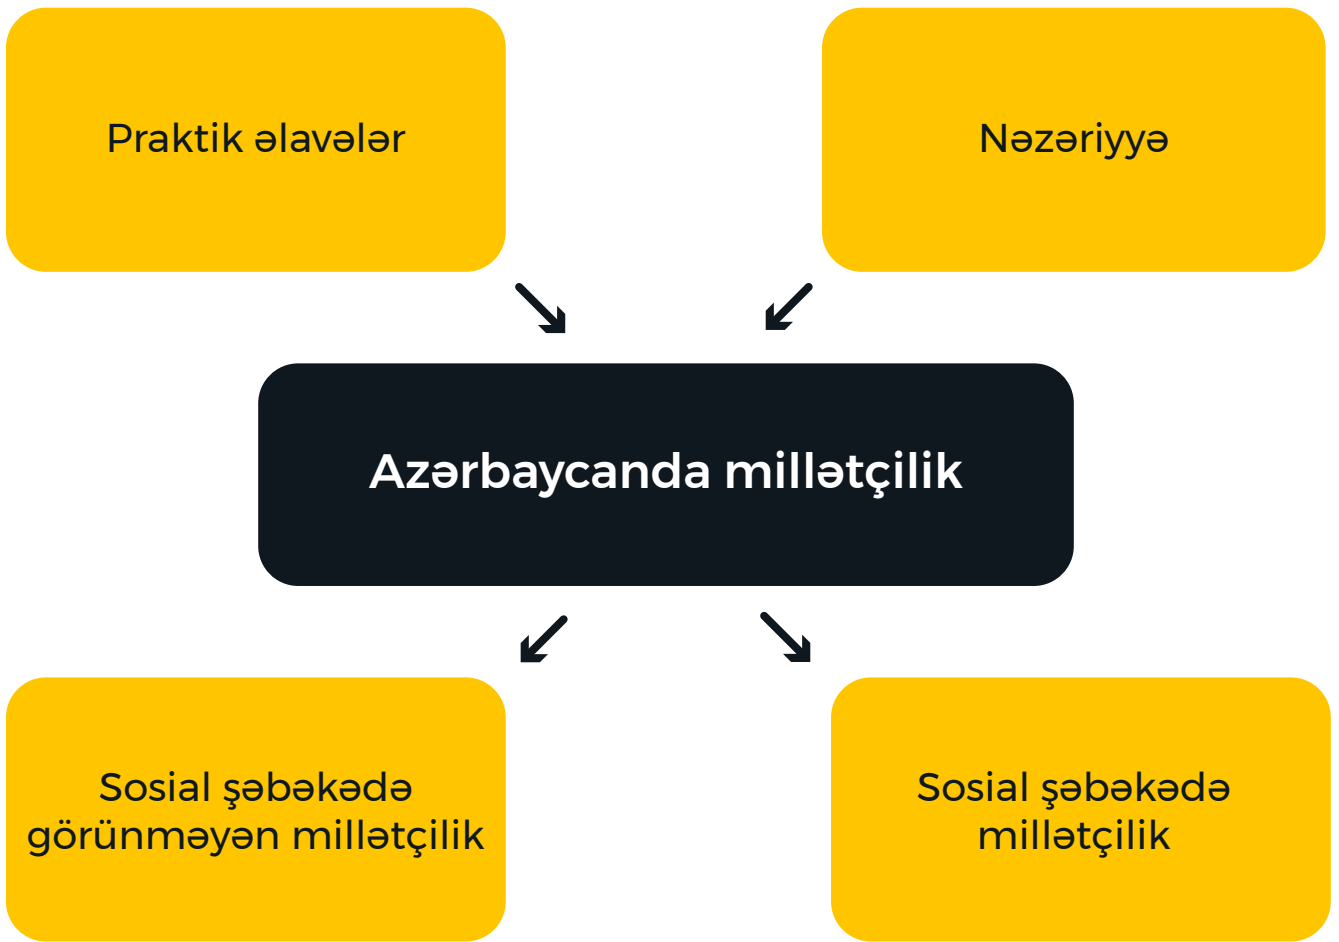 Praktik əlavələr
Nəzəriyyə
Azərbaycanda millətçilik
Sosial şəbəkədə
görünməyən millətçilik
Sosial şəbəkədə
millətçilik